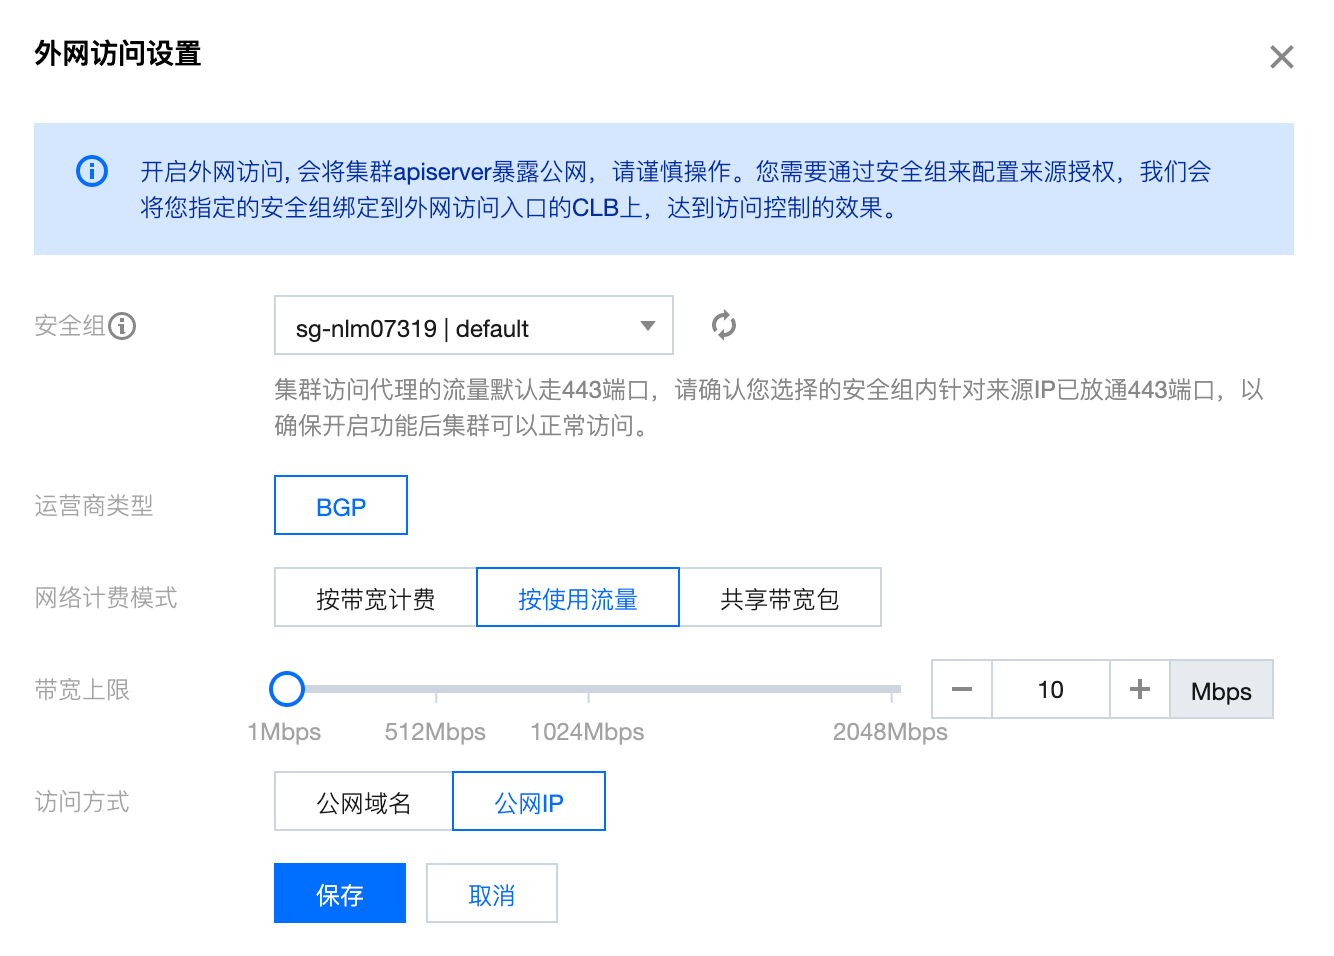 外网访问设置
开启外网访问, 会将集群apiserver暴露公网，请谨慎操作。您需要通过安全组来配置来源授权，我们会
将您指定的安全组绑定到外网访问入口的CLB上，达到访问控制的效果。
安全组
sg-nlm07319 | default
集群访问代理的流量默认走443端口，请确认您选择的安全组内针对来源IP已放通443端口，以
确保开启功能后集群可以正常访问。
运营商类型
BGP
网络计费模式
按带宽计费
按使用流量
共享带宽包
带宽上限
10
Mbps
1Mbps
512Mbps
1024Mbps
2048Mbps
访问方式
公网域名
公网IP
保存
取消